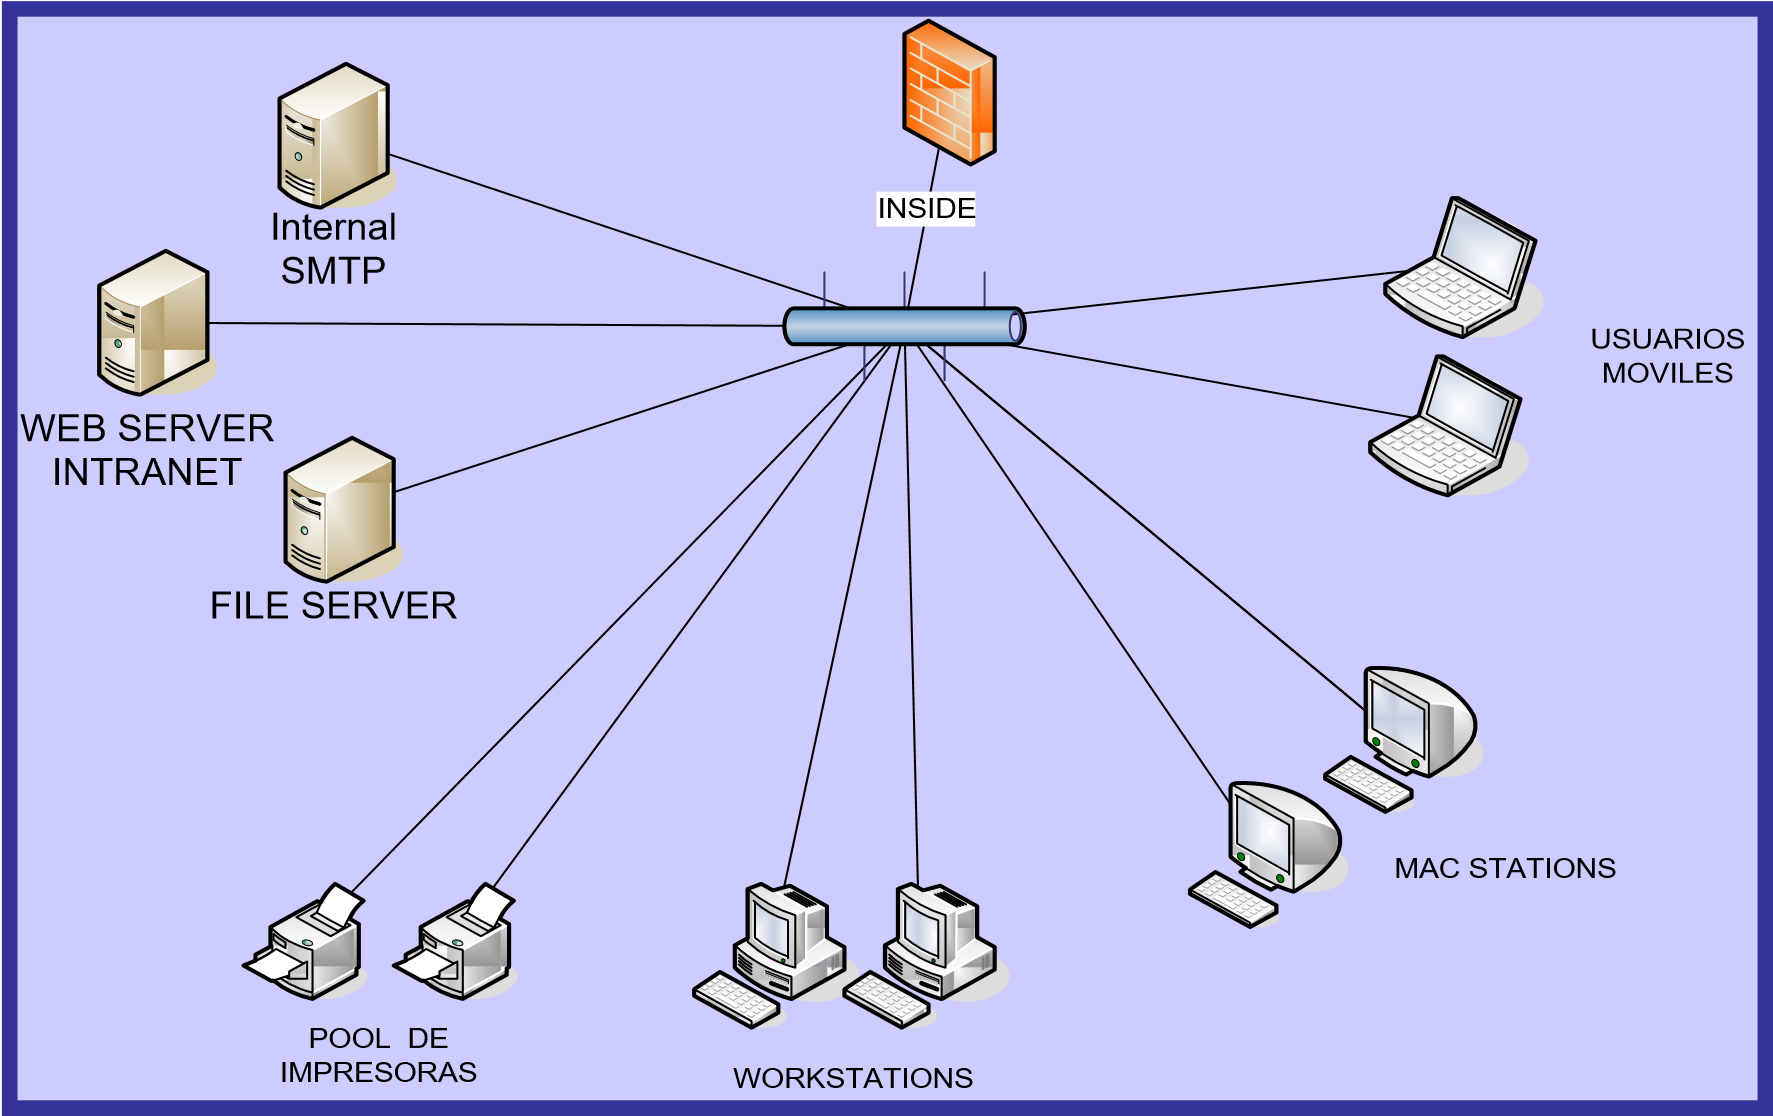 Internal
SMTP
INSIDE
USUARIOS
MOVILES
WEB SERVER
INTRANET
FILE SERVER
MAC STATIONS
POOL  DE
IMPRESORAS
WORKSTATIONS